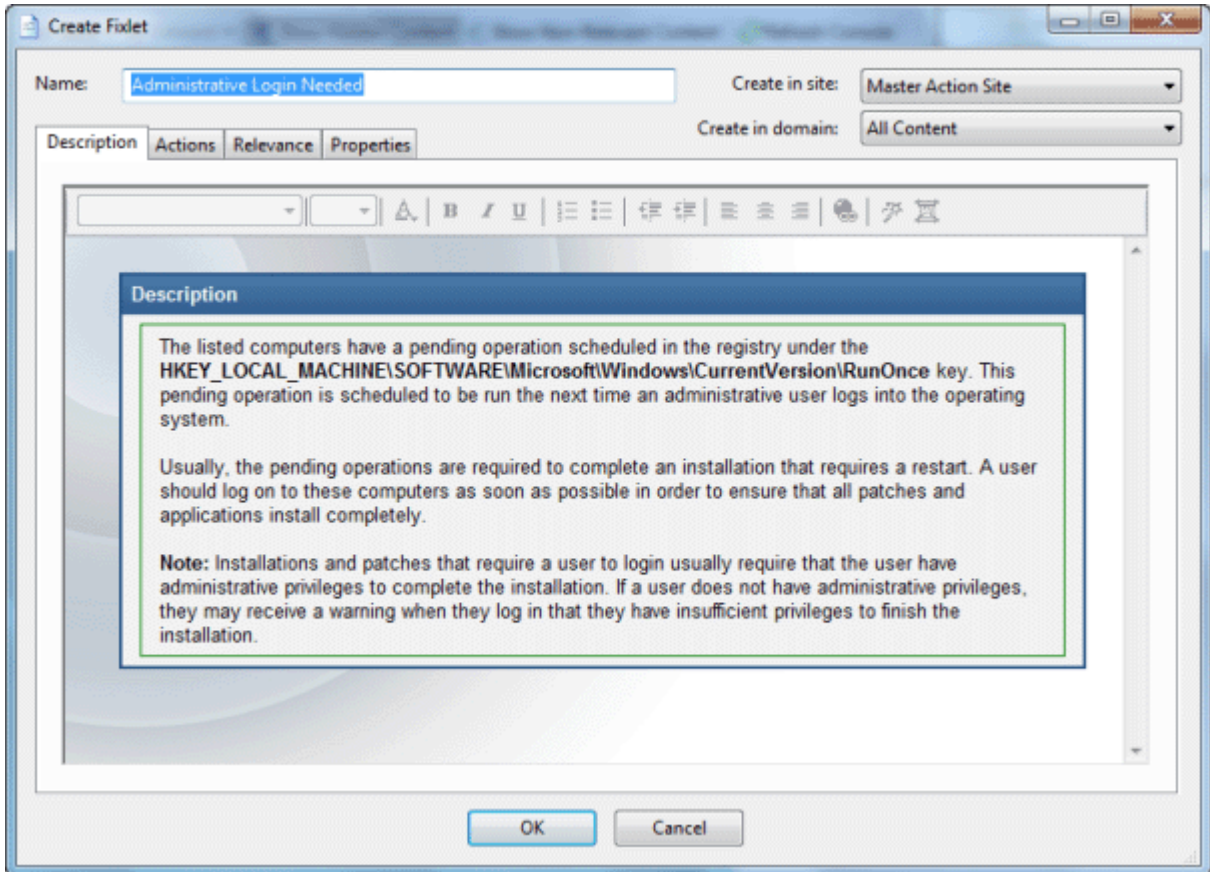 Create Fixlet
Name: Administrative Login Needed Create in site: Master Action Site
Create in domain: All Content
Description Actions Relevance Properties
A B I U
Description
The listed computers have a pending operation scheduled in the registry under the
HKEY_LOCAL_MACHINE\SOFTWARE\Microsoft\Windows\CurrentVersion\RunOnce key. This
pending operation is scheduled to be run the next time an administrative user logs into the operating
system.
Usually, the pending operations are required to complete an installation that requires a restart. A user
should log on to these computers as soon as possible in order to ensure that all patches and
applications install completely.
Note: Installations and patches that require a user to login usually require that the user have
administrative privileges to complete the installation. If a user does not have administrative privileges,
they may receive a warning when they log in that they have insufficient privileges to finish the
installation.
OK Cancel